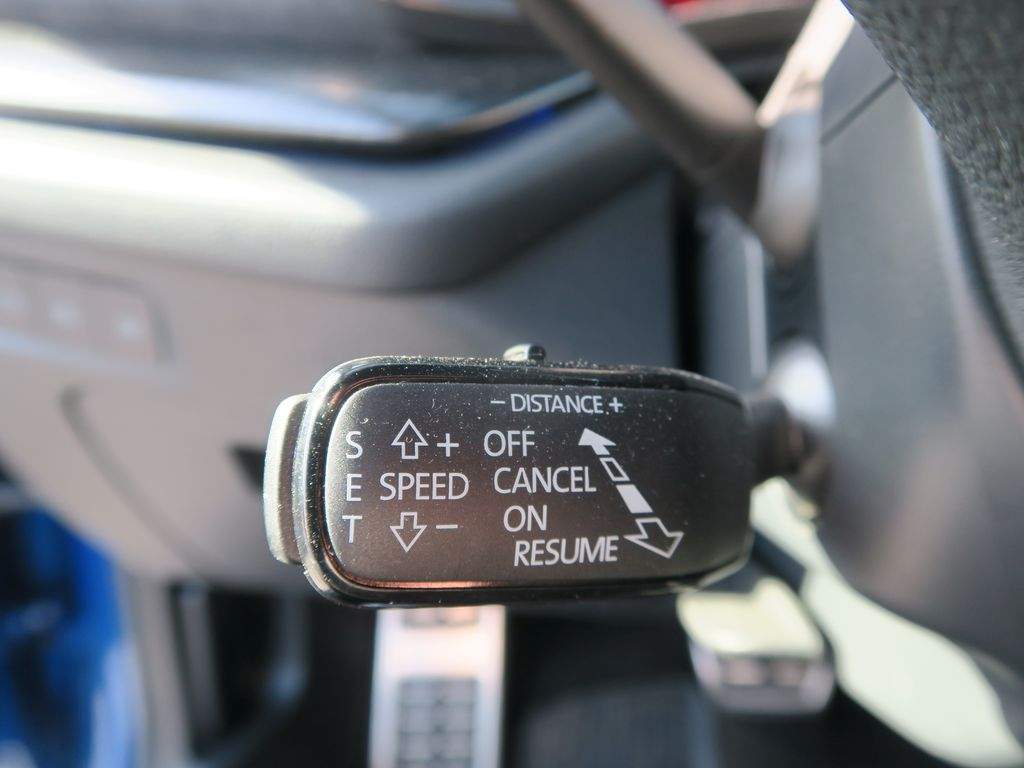 - DISTANCE +
S + OFF
E SPEED CANCEL
T - ON
RESUME